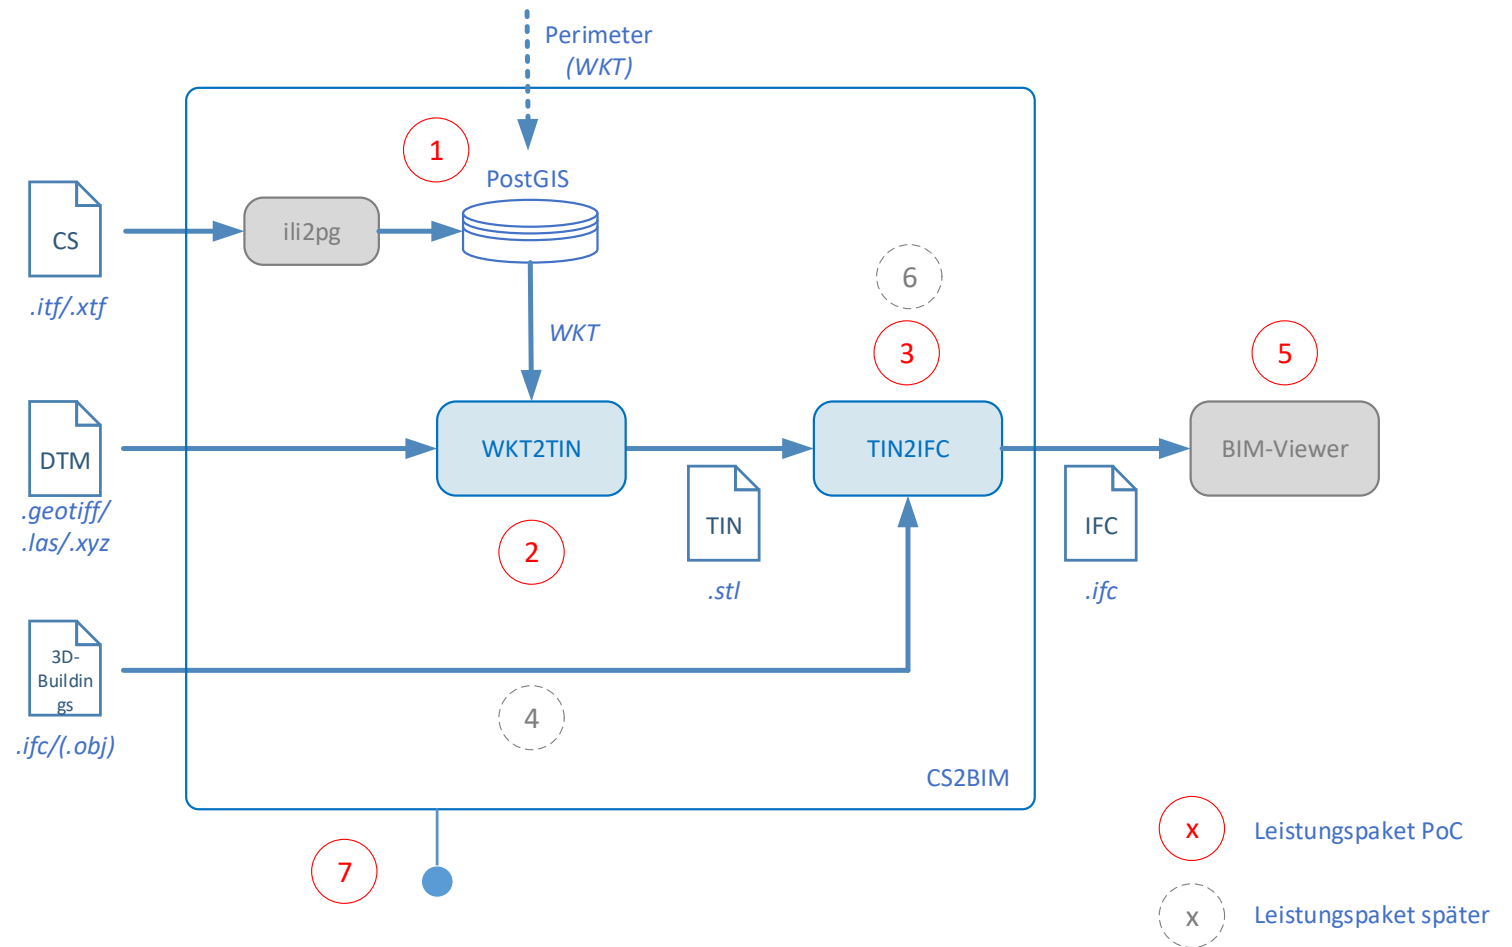 Perimeter
(WKT)
1
PostGIS
CS
ili2pg
.itf/.xtf
6
WKT
3
5
DTM
WKT2TIN
TIN2IFC
BIM-Viewer
.geotiff/
.las/.xyz
TIN
IFC
2
.stl
.ifc
3D-
Buildin
gs
4
.ifc/(.obj)
CS2BIM
7
x Leistungspaket PoC
x Leistungspaket später